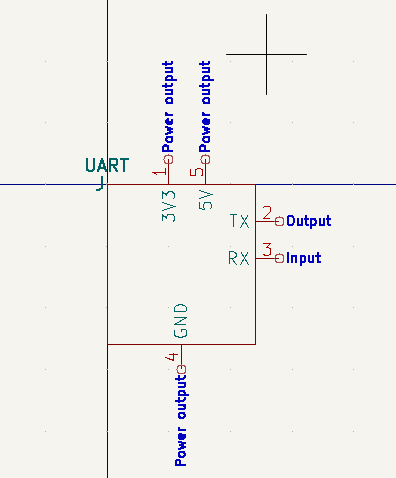 Power output
Power output
UART
J
1
5
3V3
5V
TX
2
Output
RX
3
Input
GND
4
Power output